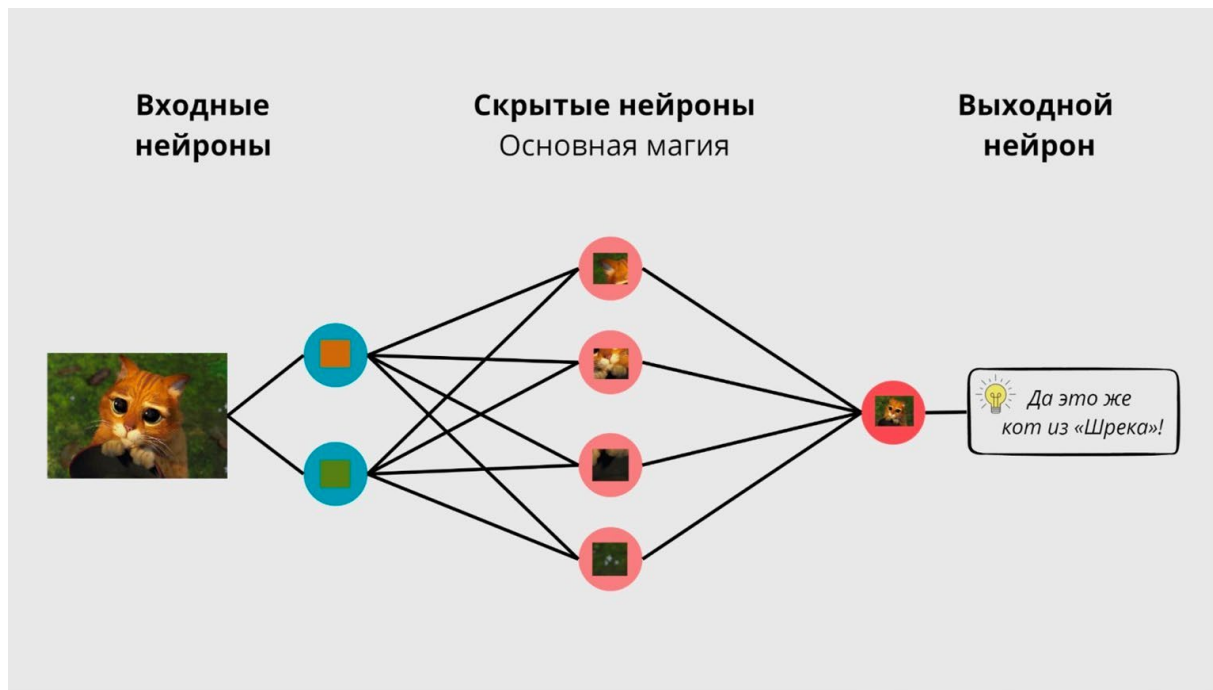 Входные
нейроны
Скрытые нейроны
Основная магия
Выходной
нейрон
Да это же
кот из «Шрека»!